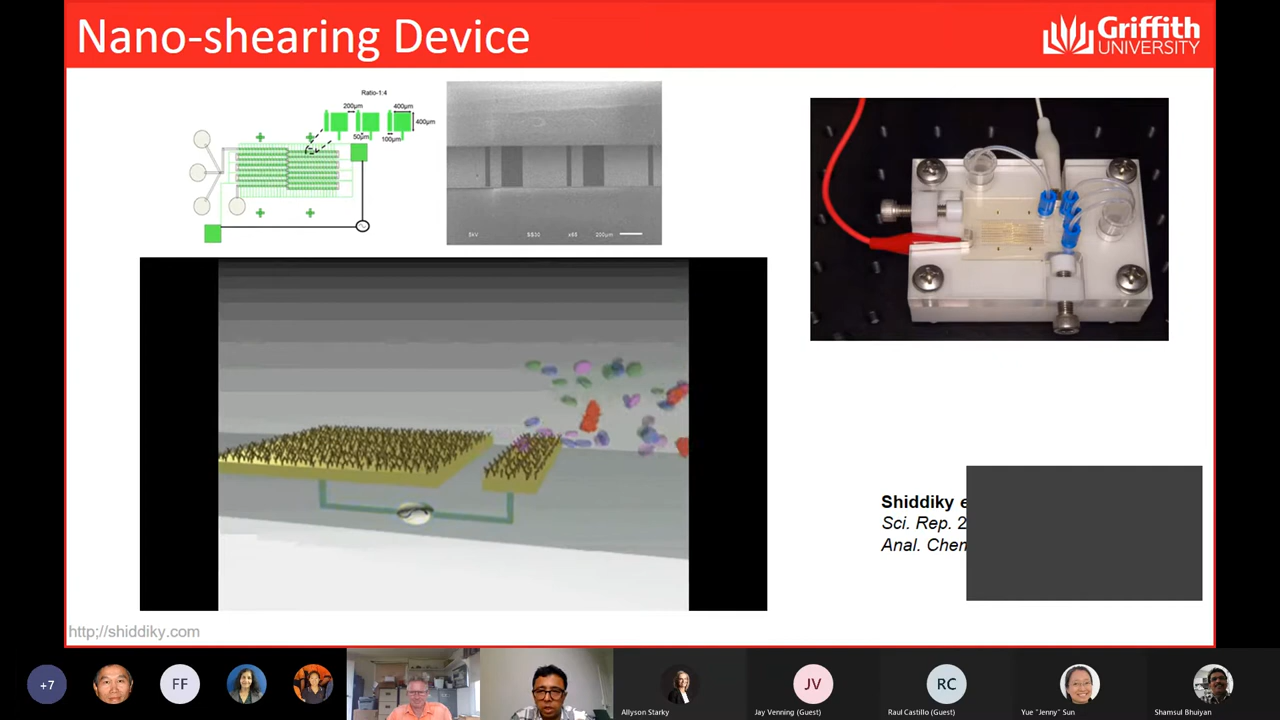 Nano-shearing Device
Griffith
UNIVERSITY
Ratio-1:4
200μm
400μm
400μm
50μm
100μm
5kV
x65
200μm
Shiddiky
Sci. Rep.
Anal.
http;//shiddiky.com
+7
FF
JV
RC
Allyson Starky
Jay Venning (Guest)
Raul Castillo (Guest)
Yue "Jenny" Sun
Shamsul Bhuiyan